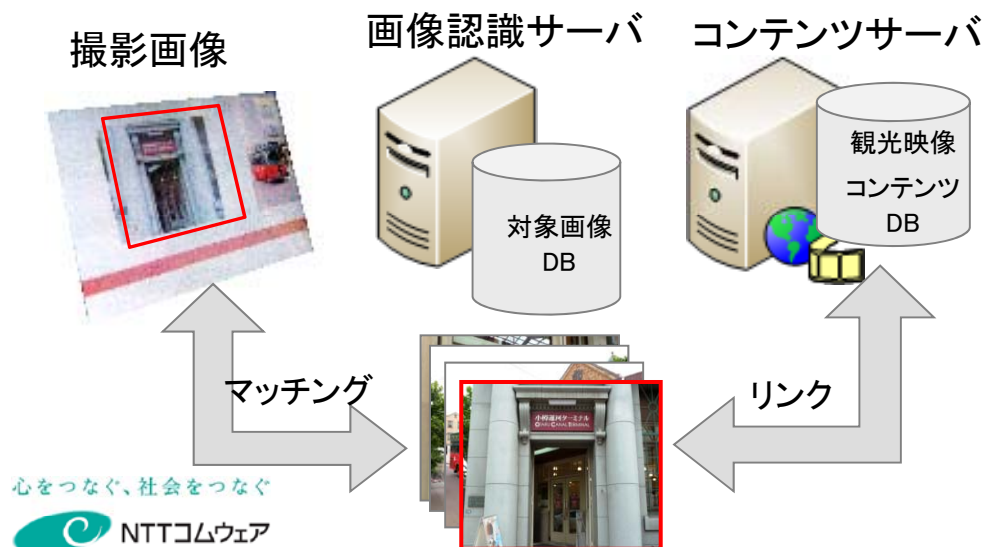 撮影画像
画像認識サーバ
コンテンツサーバ
対象画像
DB
観光映像
コンテンツ
DB
マッチング
リンク
小樽運河ターミナル
OTARU CANAL TERMINAL
心をつなぐ、社会をつなぐ
NTTコムウェア